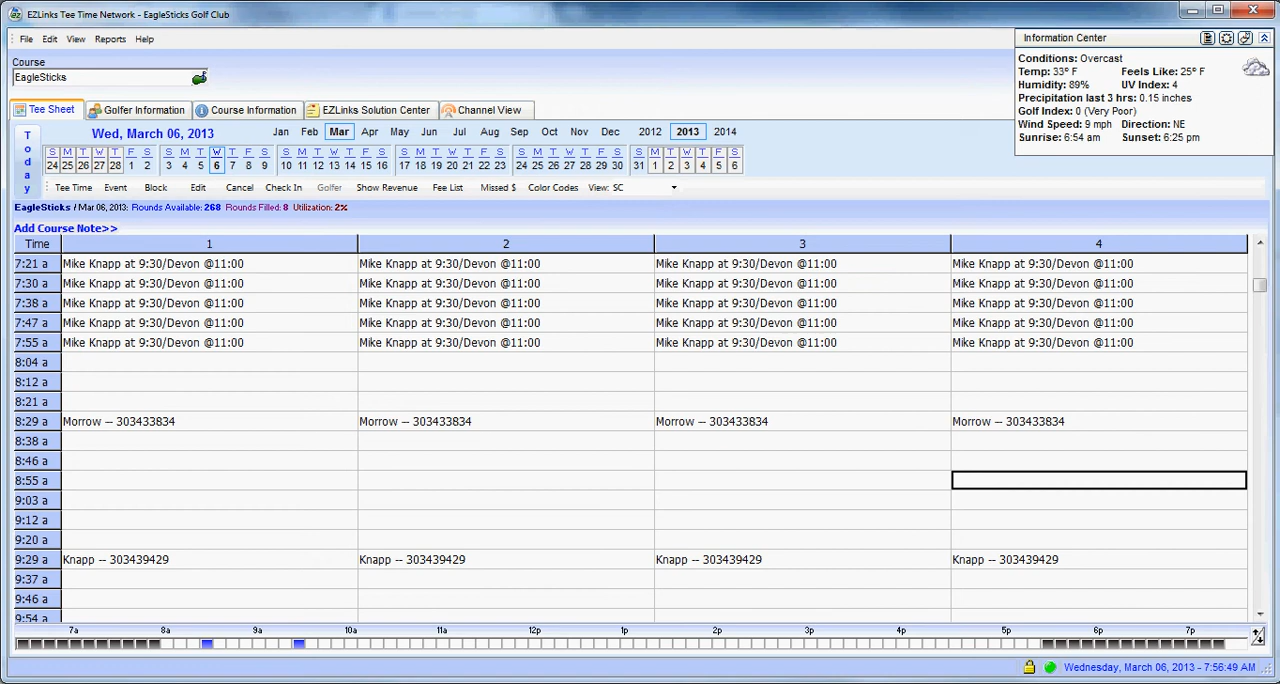 EZLinks Tee Time Network - EagleSticks Golf Club
File Edit View Reports Help
Information Center
Conditions: Overcast
Temp: 33° F Feels Like: 25° F
Humidity: 89% UV Index: 4
Precipitation last 3 hrs: 0.15 inches
Golf Index: 0 (Very Poor)
Wind Speed: 9 mph Direction: NE
Sunrise: 6:54 am Sunset: 6:25 pm
Course
EagleSticks
Tee Sheet Golfer Information Course Information EZLinks Solution Center Channel View
Today
Wed, March 06, 2013 Jan Feb Mar Apr May Jun Jul Aug Sep Oct Nov Dec 2012 2013 2014
S M T W T F S S M T W T F S S M T W T F S S M T W T F S S M T W T F S S M T W T F S
24 25 26 27 28 1 2 3 4 5 6 7 8 9 10 11 12 13 14 15 16 17 18 19 20 21 22 23 24 25 26 27 28 29 30 31 1 2 3 4 5 6
Tee Time Event Block Edit Cancel Check In Golfer Show Revenue Fee List Missed $ Color Codes View: SC
EagleSticks / Mar 06, 2013: Rounds Available: 268 Rounds Filled: 8 Utilization: 2%
Add Course Note>>
Time 1 2 3 4
7:21 a Mike Knapp at 9:30/Devon @11:00 Mike Knapp at 9:30/Devon @11:00 Mike Knapp at 9:30/Devon @11:00 Mike Knapp at 9:30/Devon @11:00
7:30 a Mike Knapp at 9:30/Devon @11:00 Mike Knapp at 9:30/Devon @11:00 Mike Knapp at 9:30/Devon @11:00 Mike Knapp at 9:30/Devon @11:00
7:38 a Mike Knapp at 9:30/Devon @11:00 Mike Knapp at 9:30/Devon @11:00 Mike Knapp at 9:30/Devon @11:00 Mike Knapp at 9:30/Devon @11:00
7:47 a Mike Knapp at 9:30/Devon @11:00 Mike Knapp at 9:30/Devon @11:00 Mike Knapp at 9:30/Devon @11:00 Mike Knapp at 9:30/Devon @11:00
7:55 a Mike Knapp at 9:30/Devon @11:00 Mike Knapp at 9:30/Devon @11:00 Mike Knapp at 9:30/Devon @11:00 Mike Knapp at 9:30/Devon @11:00
8:04 a
8:12 a
8:21 a
8:29 a Morrow -- 303433834 Morrow -- 303433834 Morrow -- 303433834 Morrow -- 303433834
8:38 a
8:46 a
8:55 a
9:03 a
9:12 a
9:20 a
9:29 a Knapp -- 303439429 Knapp -- 303439429 Knapp -- 303439429 Knapp -- 303439429
9:37 a
9:46 a
9:54 a
7a 8a 9a 10a 11a 12p 1p 2p 3p 4p 5p 6p 7p
Wednesday, March 06, 2013 - 7:56:49 AM